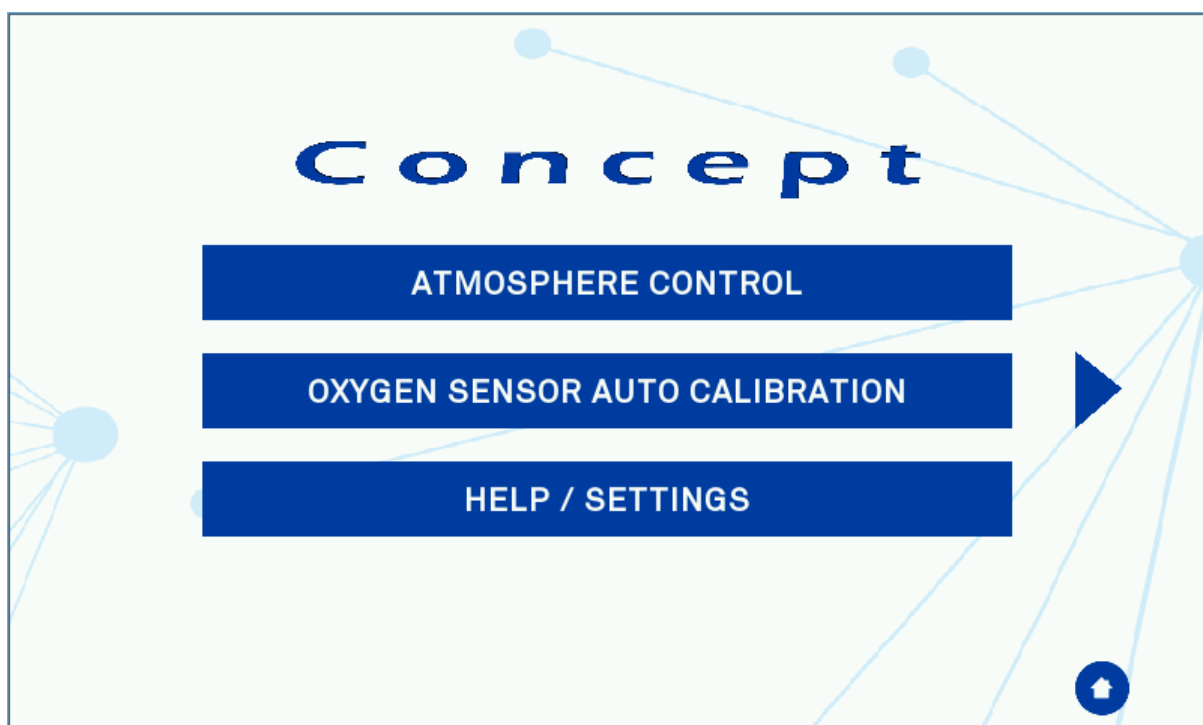 Concept
ATMOSPHERE CONTROL
OXYGEN SENSOR AUTO CALIBRATION
HELP / SETTINGS